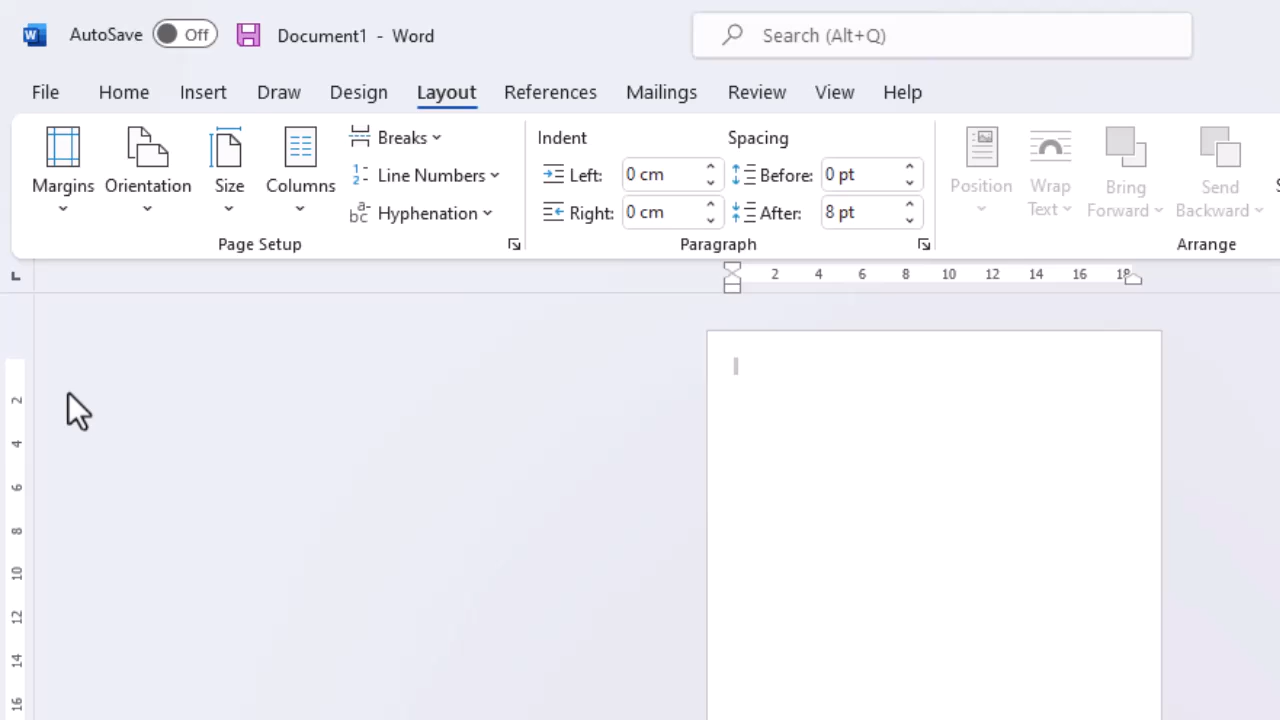 W AutoSave Off Document1 - Word Search (Alt+Q)
File Home Insert Draw Design Layout References Mailings Review View Help
Margins Orientation Size Columns
Breaks
Line Numbers
Hyphenation
Page Setup
Indent Spacing
Left: 0 cm Before: 0 pt
Right: 0 cm After: 8 pt
Paragraph
Position Wrap Text Bring Forward Send Backward
Arrange
2 4 6 8 10 12 14 16 18
2
4
6
8
10
12
14
16